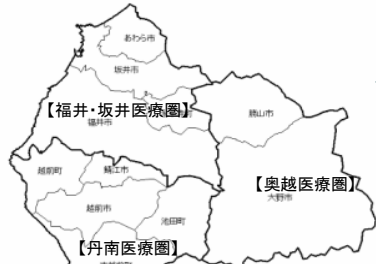 あわら市
坂井市
【福井・坂井医療圏】
福井市
勝山市
越前町
鯖江市
【奥越医療圏】
大野市
越前市
池田町
【丹南医療圏】